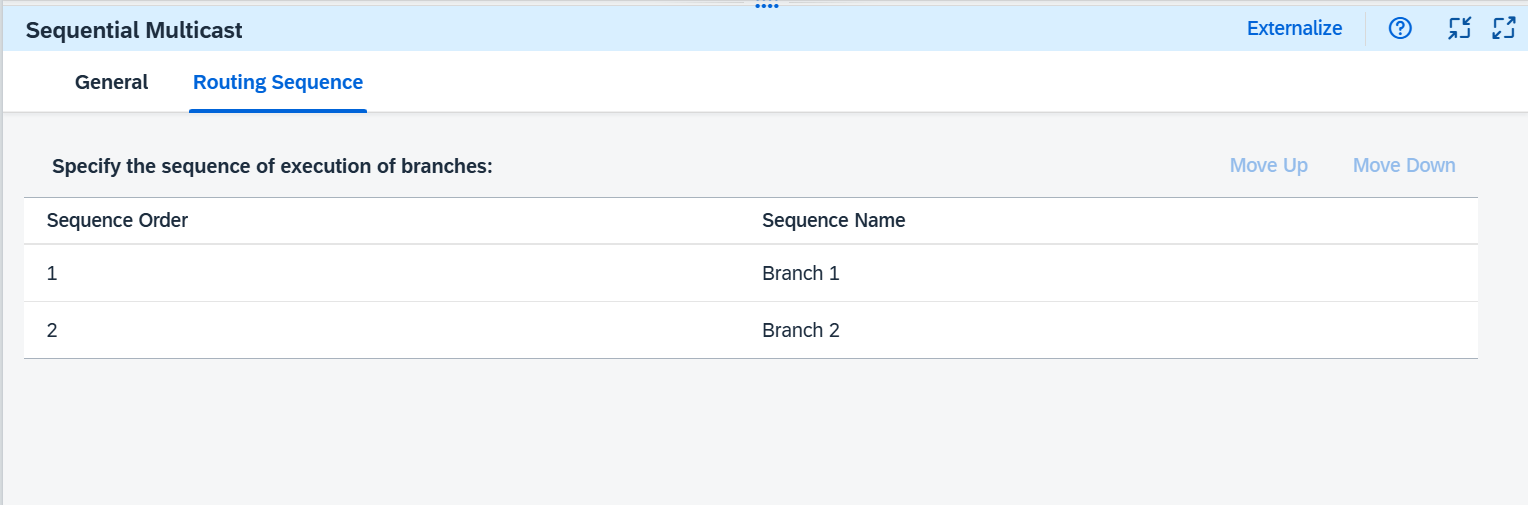 Sequential Multicast Externalize
General Routing Sequence
Specify the sequence of execution of branches: Move Up Move Down
Sequence Order Sequence Name
1 Branch 1
2 Branch 2